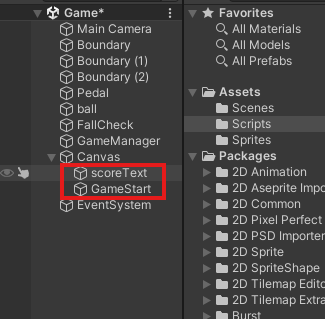 Game*
Main Camera
Boundary
Boundary (1)
Boundary (2)
Pedal
ball
FallCheck
GameManager
Canvas
scoreText
GameStart
EventSystem
Favorites
All Materials
All Models
All Prefabs
Assets
Scenes
Scripts
Sprites
Packages
2D Animation
2D Aseprite Impo
2D Common
2D Pixel Perfect
2D PSD Importer
2D Sprite
2D SpriteShape
2D Tilemap Edito
2D Tilemap Extra
Burst